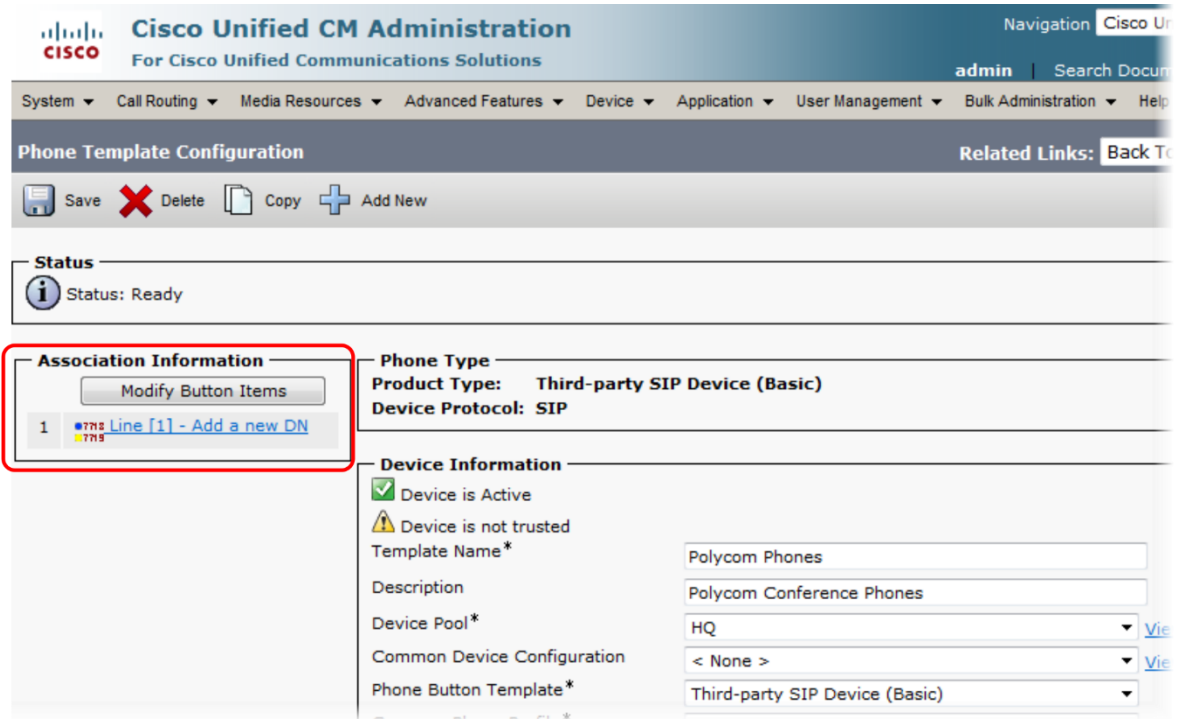 CISCO
Cisco Unified CM Administration
For Cisco Unified Communications Solutions
Navigation Cisco
admin Search
System Call Routing Media Resources Advanced Features Device Application User Management Bulk Administration Help
Phone Template Configuration
Related Links: Back
Save Delete Copy Add New
Status
Status: Ready
Association Information
Modify Button Items
1 Line [1] - Add a new DN
Phone Type
Product Type: Third-party SIP Device (Basic)
Device Protocol: SIP
Device Information
Device is Active
Device is not trusted
Template Name* Polycom Phones
Description Polycom Conference Phones
Device Pool* HQ
Common Device Configuration < None >
Phone Button Template* Third-party SIP Device (Basic)